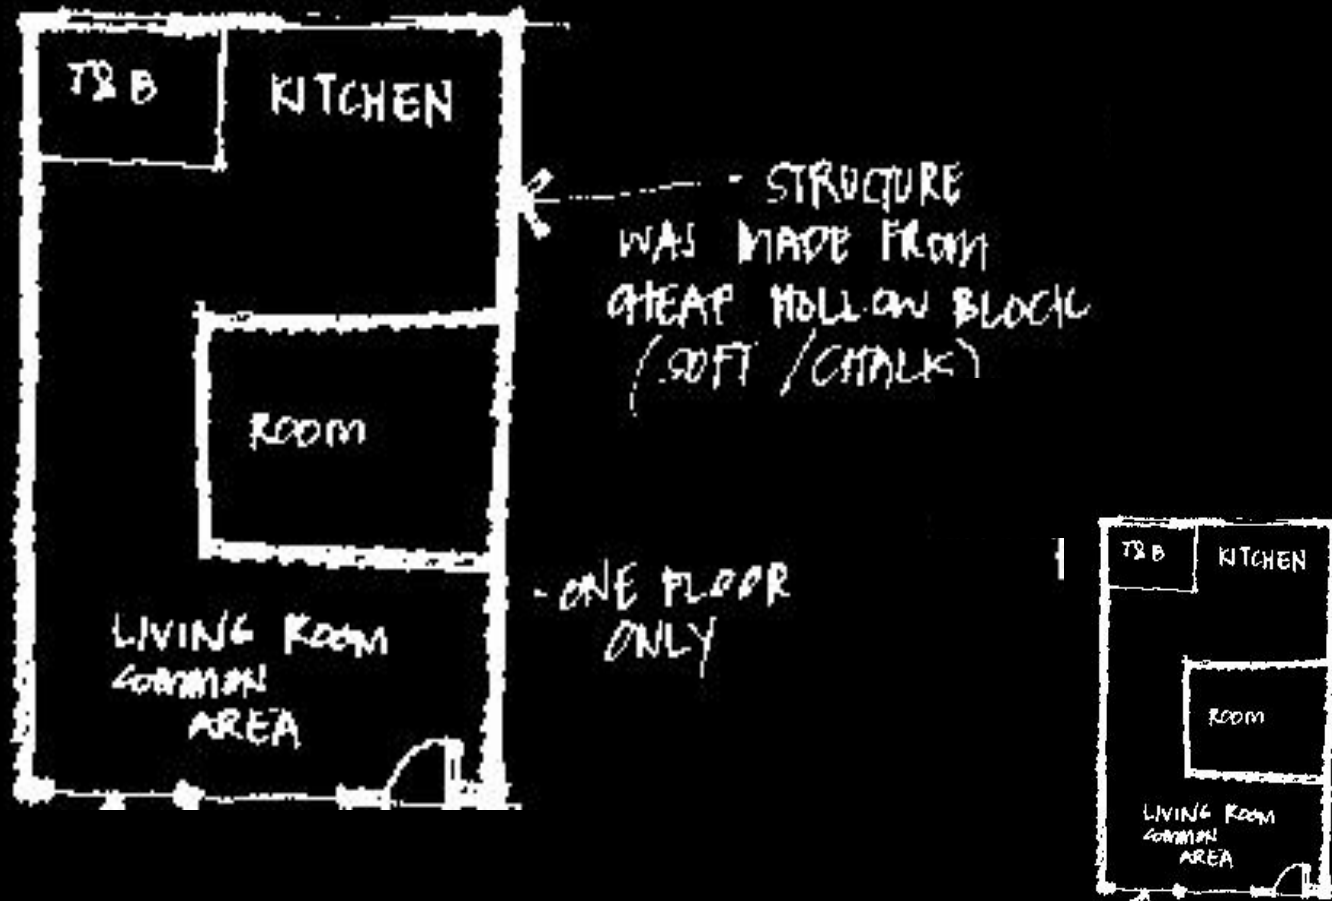 T&B
KITCHEN
- STRUCTURE
WAS MADE FROM
CHEAP HOLLOW BLOCK
(SOFT / CHALK)
ROOM
- ONE FLOOR
ONLY
LIVING ROOM
COMMON
AREA
T&B
KITCHEN
ROOM
LIVING ROOM
COMMON
AREA